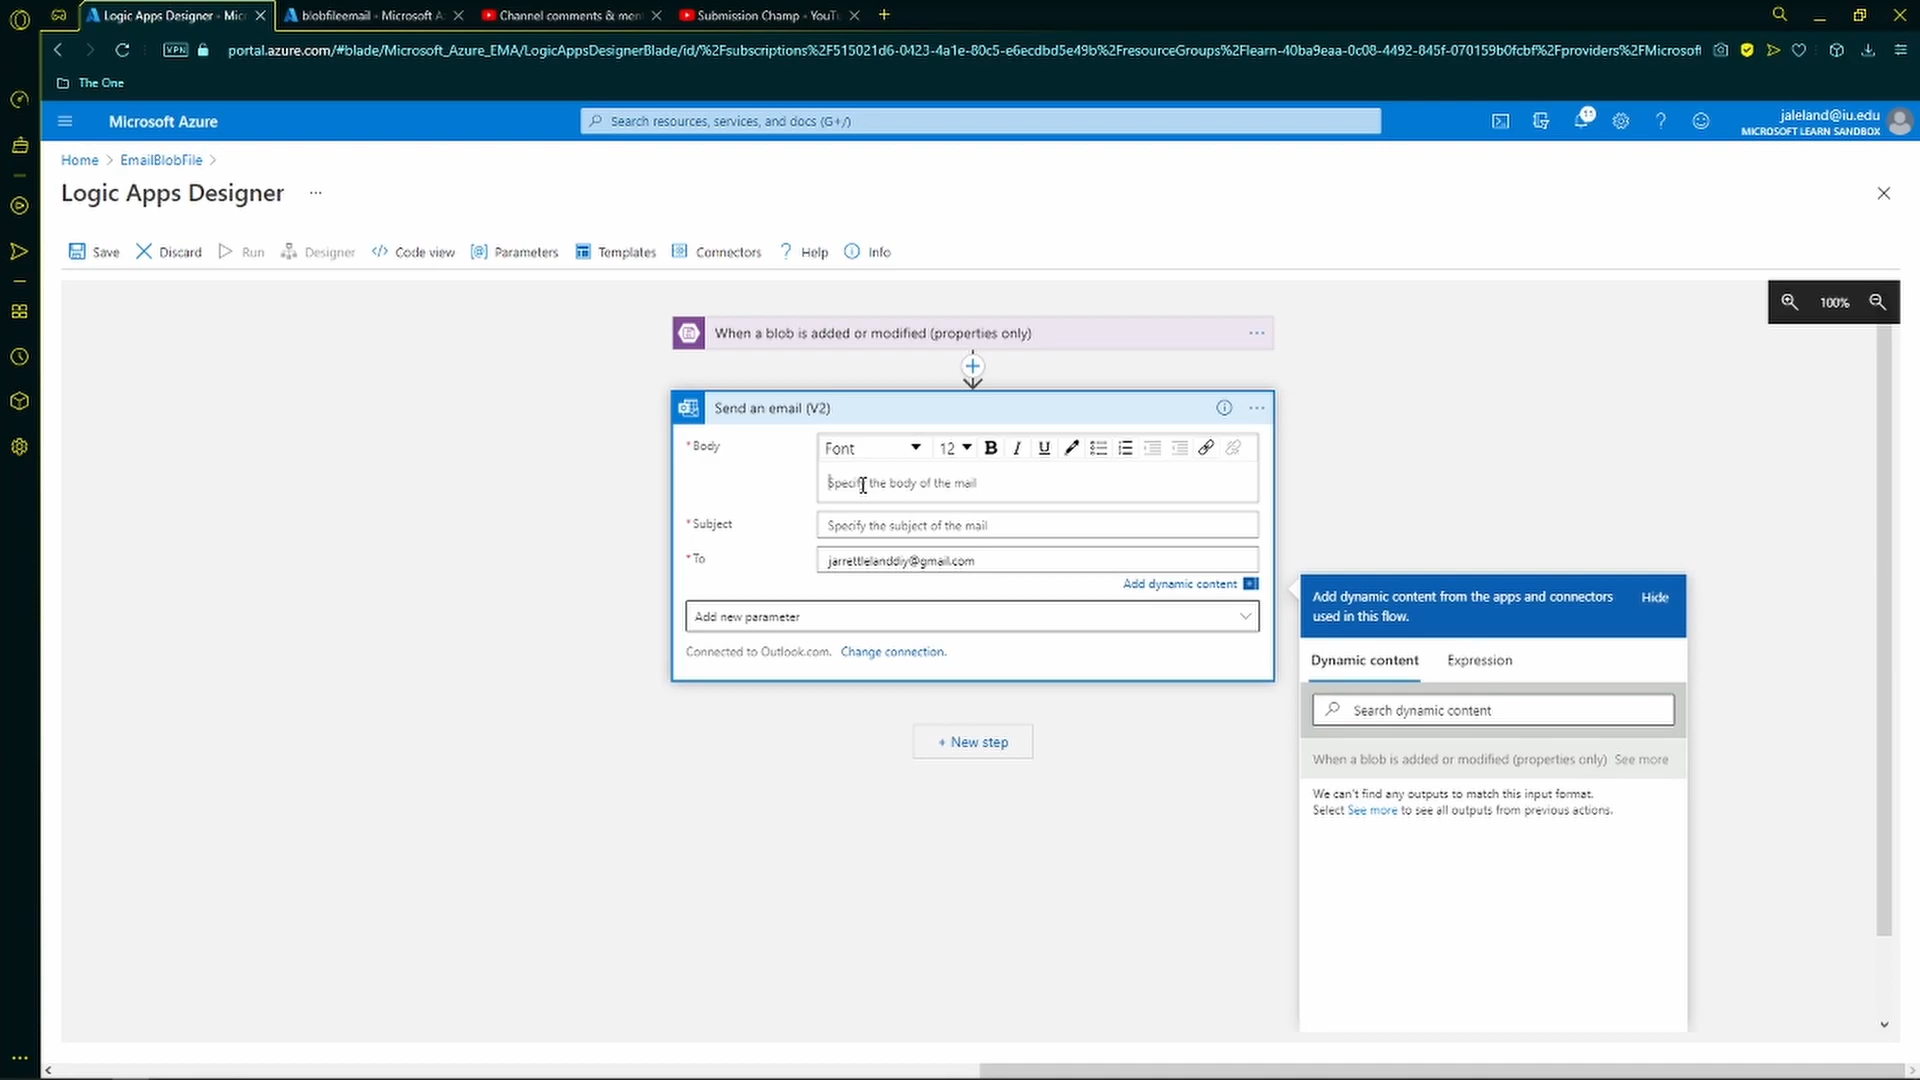 Logic Apps Designer - Mic
blobfileemail - Microsoft A
Channel comments & men
Submission Champ - YouTu
VPN
portal.azure.com/#blade/Microsoft_Azure_EMA/LogicAppsDesignerBlade/id/%2Fsubscriptions%2F515021d6-0423-4a1e-80c5-e6ecdbd5e49b%2FresourceGroups%2Flearn-40ba9eaa-0c08-4492-845f-070159b0fcbf%2Fproviders%2FMicrosoft
The One
Microsoft Azure
Search resources, services, and docs (G+/)
11
jaleland@iu.edu
MICROSOFT LEARN SANDBOX
Home > EmailBlobFile >
Logic Apps Designer ...
Save Discard Run Designer Code view Parameters Templates Connectors Help Info
100%
When a blob is added or modified (properties only)
Send an email (V2)
* Body
Font 12 B I U
Specify the body of the mail
* Subject
Specify the subject of the mail
* To
jarrettlelanddiy@gmail.com
Add dynamic content
Add new parameter
Connected to Outlook.com. Change connection.
+ New step
Add dynamic content from the apps and connectors used in this flow.
Hide
Dynamic content Expression
Search dynamic content
When a blob is added or modified (properties only) See more
We can't find any outputs to match this input format.
Select See more to see all outputs from previous actions.